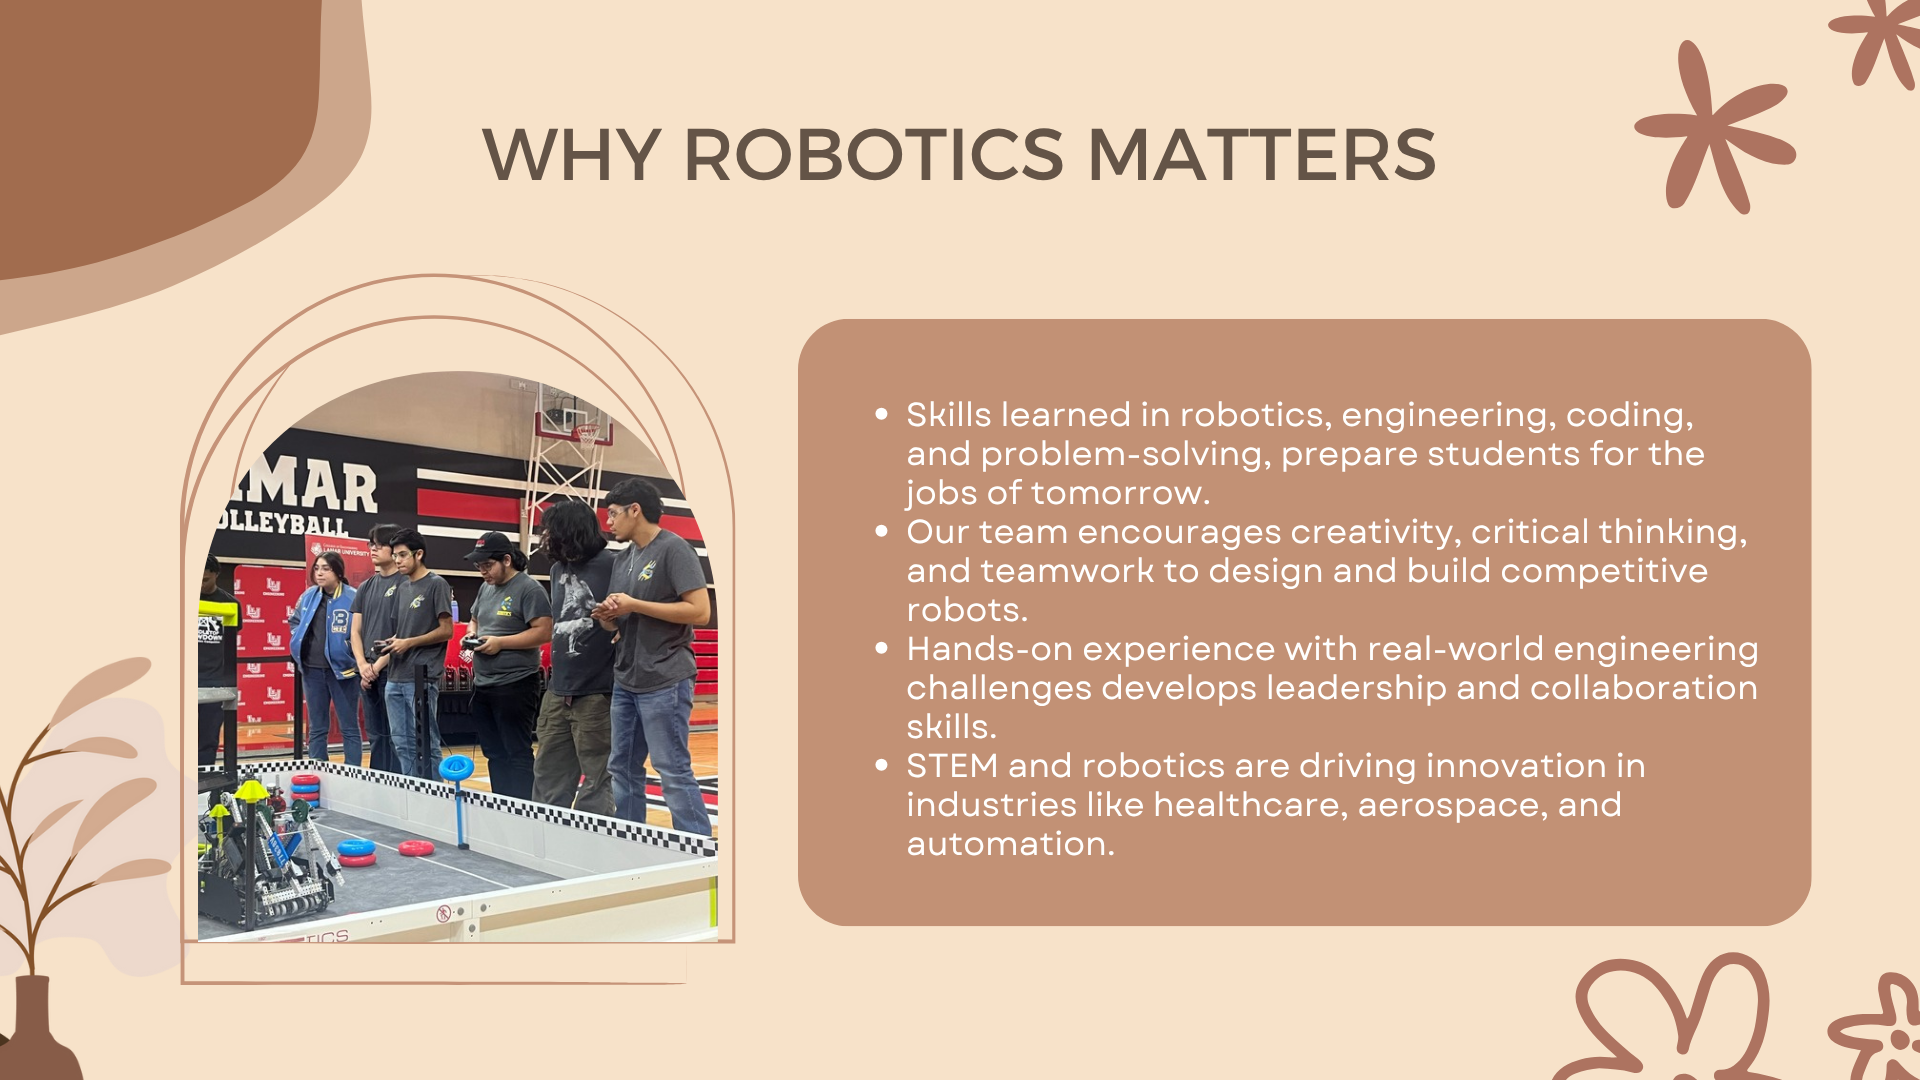 WHY ROBOTICS MATTERS
MAR
OLLEYBALL
LAMAR UNIVERSITY
B
TICS
• Skills learned in robotics, engineering, coding,
and problem-solving, prepare students for the
jobs of tomorrow.
• Our team encourages creativity, critical thinking,
and teamwork to design and build competitive
robots.
• Hands-on experience with real-world engineering
challenges develops leadership and collaboration
skills.
• STEM and robotics are driving innovation in
industries like healthcare, aerospace, and
automation.